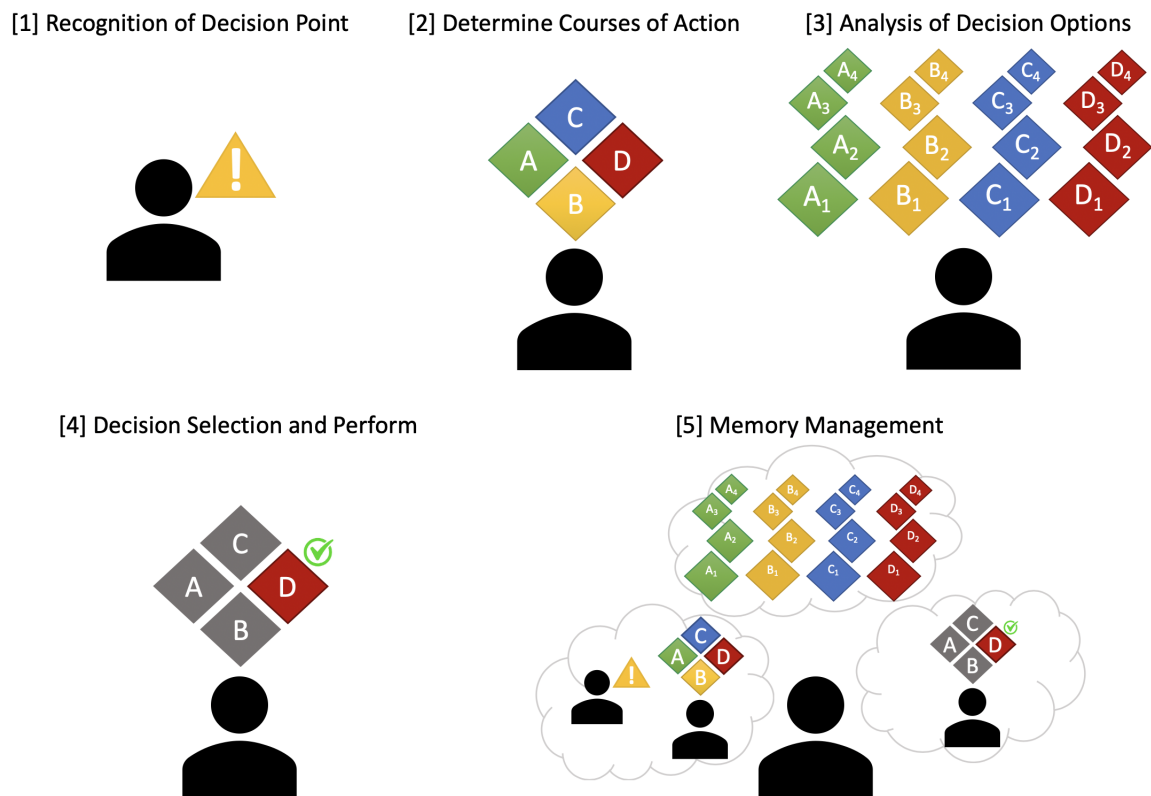 [1] Recognition of Decision Point
[2] Determine Courses of Action
[3] Analysis of Decision Options
!
C
A D
B
A₄ B₄ C₄ D₄
A₃ B₃ C₃ D₃
A₂ B₂ C₂ D₂
A₁ B₁ C₁ D₁
[4] Decision Selection and Perform
[5] Memory Management
C
A D
B
A₄ B₄ C₄ D₄
A₃ B₃ C₃ D₃
A₂ B₂ C₂ D₂
A₁ B₁ C₁ D₁
!
C
A D
B
C
A D
B